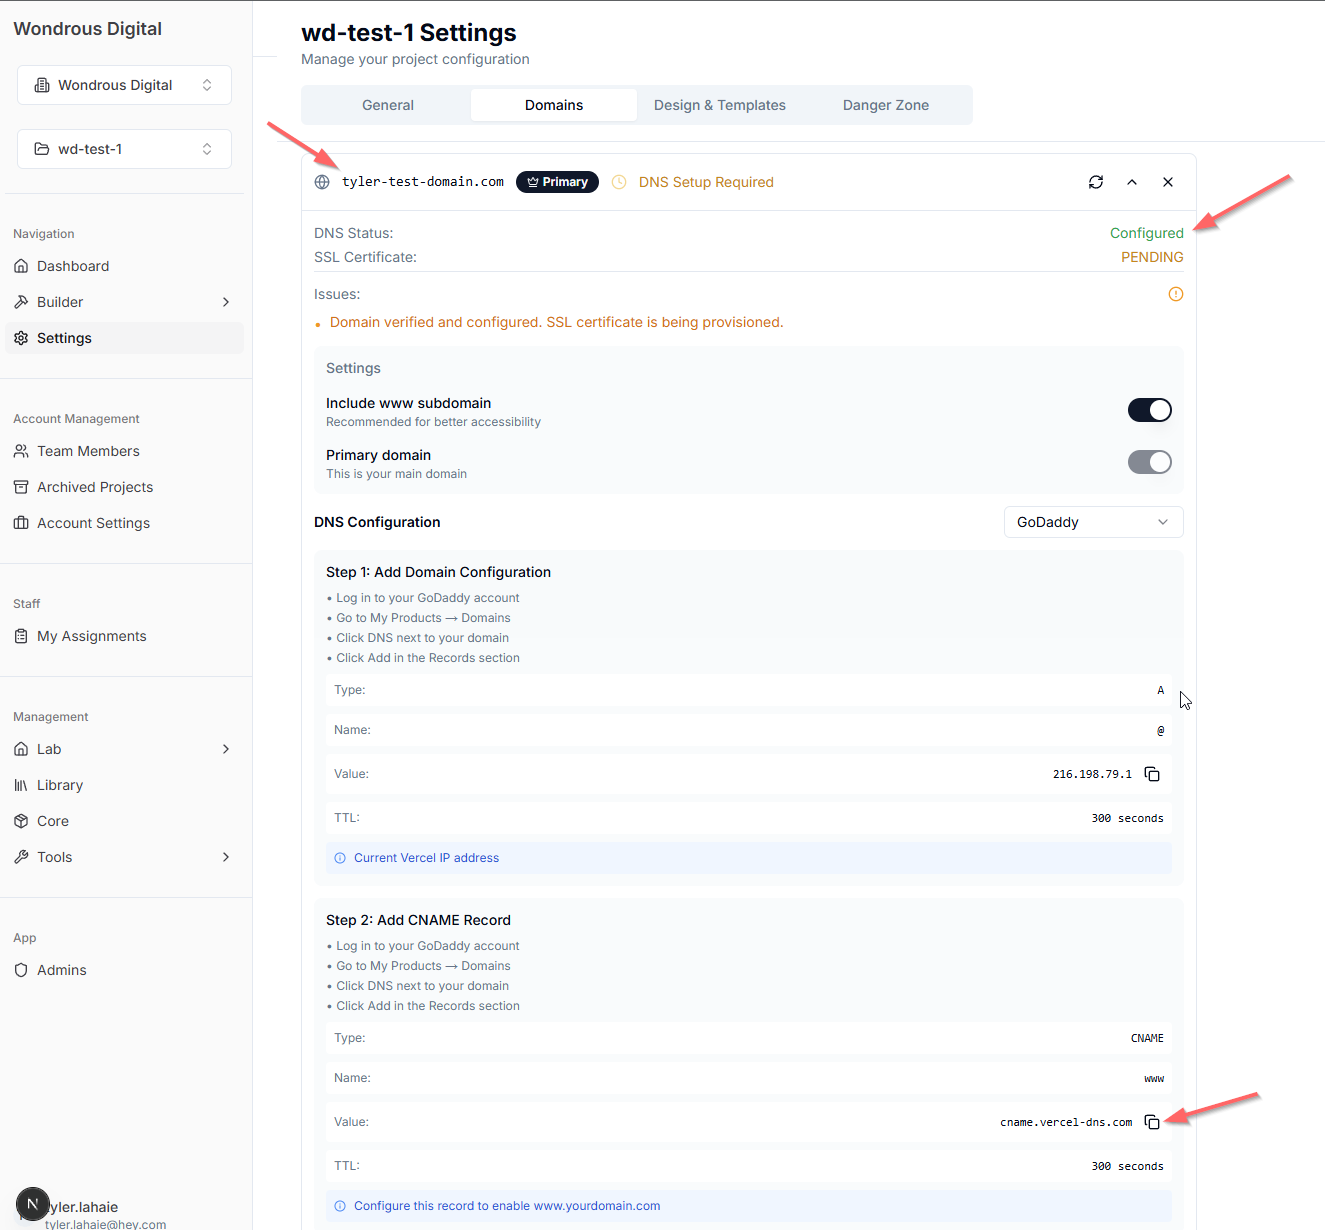 Wondrous Digital
Wondrous Digital
wd-test-1
Navigation
Dashboard
Builder
Settings
Account Management
Team Members
Archived Projects
Account Settings
Staff
My Assignments
Management
Lab
Library
Core
Tools
App
Admins
N
yler.lahaie
tyler.lahaie@hey.com
wd-test-1 Settings
Manage your project configuration
General Domains Design & Templates Danger Zone
tyler-test-domain.com Primary DNS Setup Required
DNS Status: Configured
SSL Certificate: PENDING
Issues:
• Domain verified and configured. SSL certificate is being provisioned.
Settings
Include www subdomain
Recommended for better accessibility
Primary domain
This is your main domain
DNS Configuration GoDaddy
Step 1: Add Domain Configuration
• Log in to your GoDaddy account
• Go to My Products → Domains
• Click DNS next to your domain
• Click Add in the Records section
Type: A
Name: @
Value: 216.198.79.1
TTL: 300 seconds
Current Vercel IP address
Step 2: Add CNAME Record
• Log in to your GoDaddy account
• Go to My Products → Domains
• Click DNS next to your domain
• Click Add in the Records section
Type: CNAME
Name: www
Value: cname.vercel-dns.com
TTL: 300 seconds
Configure this record to enable www.yourdomain.com